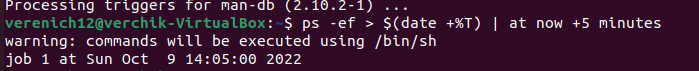 Processing triggers for man-db (2.10.2-1) ...
verenich12@verchik-VirtualBox:~$ ps -ef > $(date +%T) | at now +5 minutes
warning: commands will be executed using /bin/sh
job 1 at Sun Oct  9 14:05:00 2022